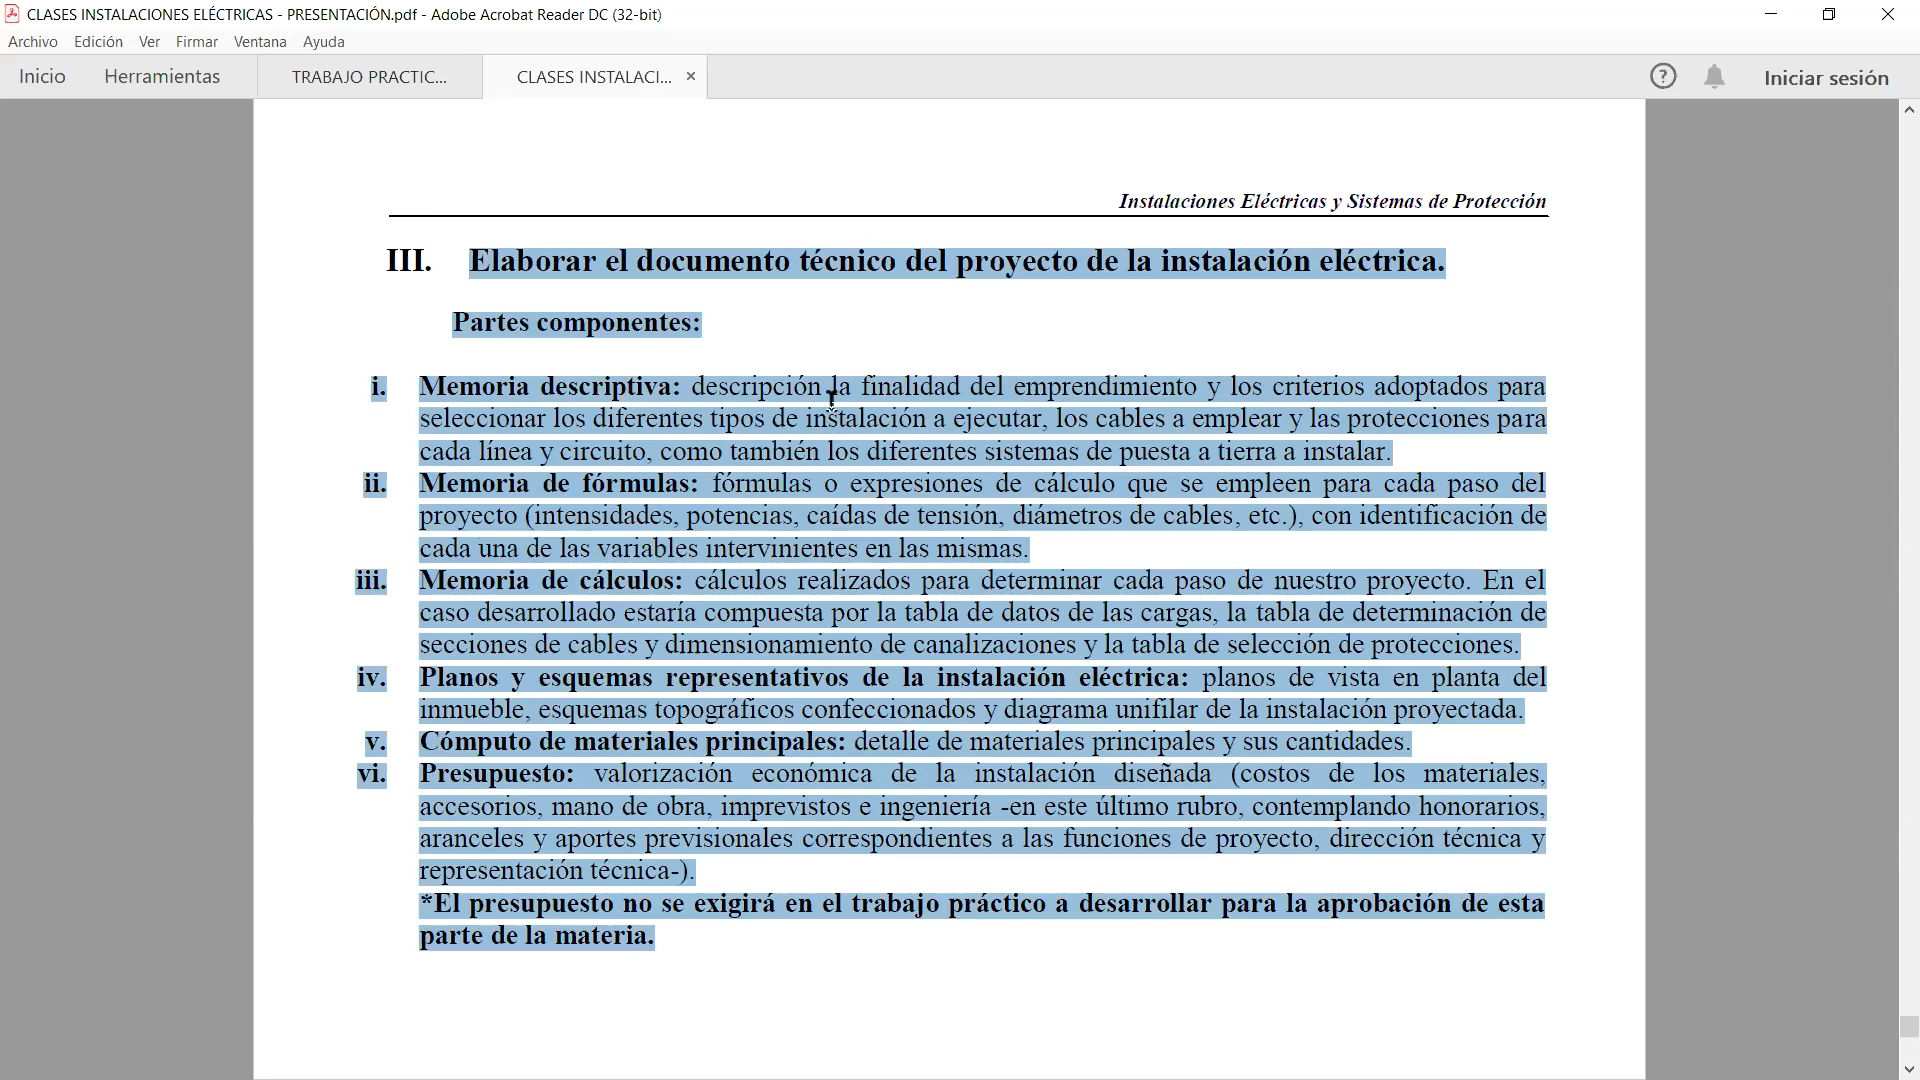 CLASES INSTALACIONES ELÉCTRICAS - PRESENTACIÓN.pdf - Adobe Acrobat Reader DC (32-bit)
Archivo Edición Ver Firmar Ventana Ayuda
Inicio Herramientas TRABAJO PRACTIC... CLASES INSTALACI... × ? Iniciar sesión
Instalaciones Eléctricas y Sistemas de Protección
III. Elaborar el documento técnico del proyecto de la instalación eléctrica.
Partes componentes:
i. Memoria descriptiva: descripción la finalidad del emprendimiento y los criterios adoptados para
seleccionar los diferentes tipos de instalación a ejecutar, los cables a emplear y las protecciones para
cada línea y circuito, como también los diferentes sistemas de puesta a tierra a instalar.
ii. Memoria de fórmulas: fórmulas o expresiones de cálculo que se empleen para cada paso del
proyecto (intensidades, potencias, caídas de tensión, diámetros de cables, etc.), con identificación de
cada una de las variables intervinientes en las mismas.
iii. Memoria de cálculos: cálculos realizados para determinar cada paso de nuestro proyecto. En el
caso desarrollado estaría compuesta por la tabla de datos de las cargas, la tabla de determinación de
secciones de cables y dimensionamiento de canalizaciones y la tabla de selección de protecciones.
iv. Planos y esquemas representativos de la instalación eléctrica: planos de vista en planta del
inmueble, esquemas topográficos confeccionados y diagrama unifilar de la instalación proyectada.
v. Cómputo de materiales principales: detalle de materiales principales y sus cantidades.
vi. Presupuesto: valorización económica de la instalación diseñada (costos de los materiales,
accesorios, mano de obra, imprevistos e ingeniería -en este último rubro, contemplando honorarios,
aranceles y aportes previsionales correspondientes a las funciones de proyecto, dirección técnica y
representación técnica-).
*El presupuesto no se exigirá en el trabajo práctico a desarrollar para la aprobación de esta
parte de la materia.